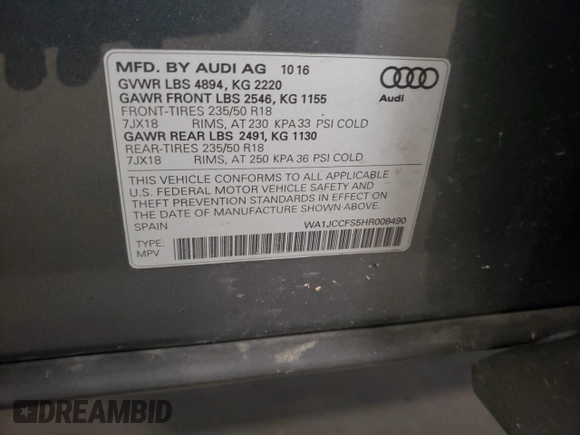 MFD. BY AUDI AG 10 16
GVWR LBS 4894, KG 2220
GAWR FRONT LBS 2546, KG 1155
FRONT-TIRES 235/50 R18
7JX18 RIMS, AT 230 KPA 33 PSI COLD
GAWR REAR LBS 2491, KG 1130
REAR-TIRES 235/50 R18
7JX18 RIMS, AT 250 KPA 36 PSI COLD
Audi
THIS VEHICLE CONFORMS TO ALL APPLICABLE
U.S. FEDERAL MOTOR VEHICLE SAFETY AND
THEFT PREVENTION STANDARDS IN EFFECT ON
THE DATE OF MANUFACTURE SHOWN ABOVE.
SPAIN WA1JCCFS5HR008490
TYPE:
MPV
DREAMBID